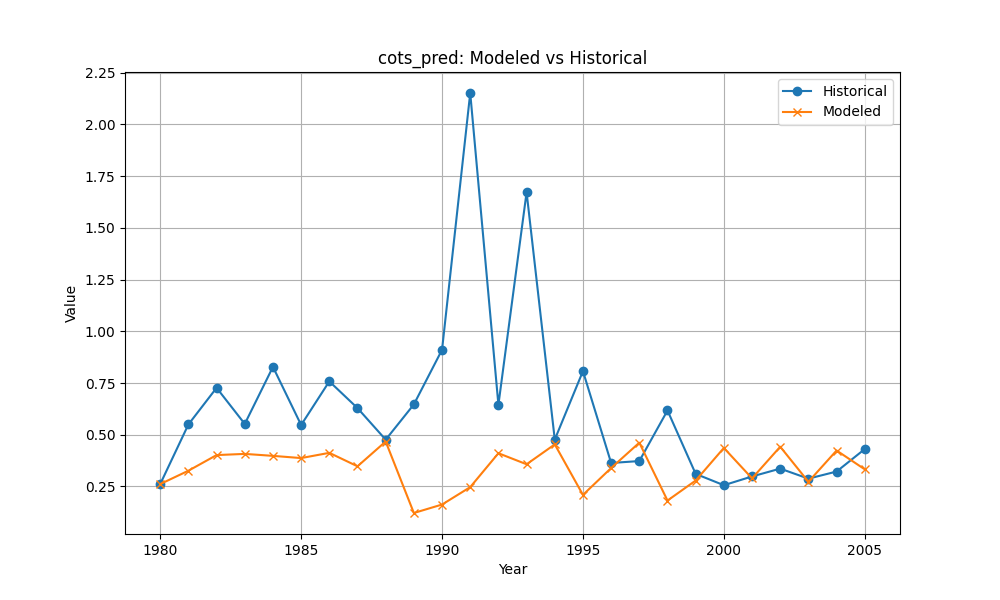 cots_pred: Modeled vs Historical
Historical
Modeled
Value
2.25
2.00
1.75
1.50
1.25
1.00
0.75
0.50
0.25
1980 1985 1990 1995 2000 2005
Year